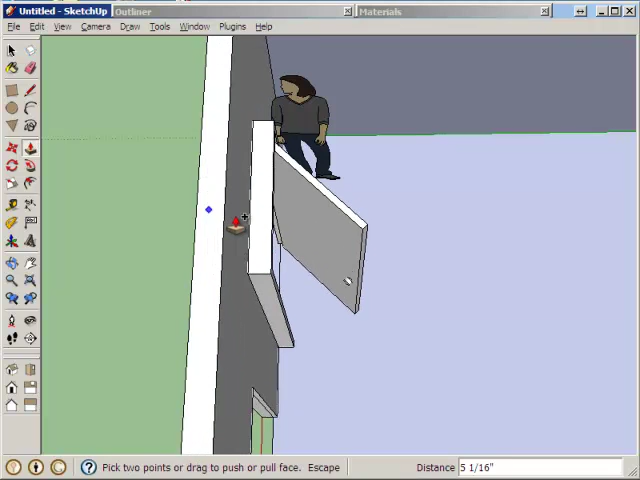 Untitled - SketchUp
Outliner
Materials
File Edit View Camera Draw Tools Window Plugins Help
Pick two points or drag to push or pull face. Escape
Distance 5 1/16"